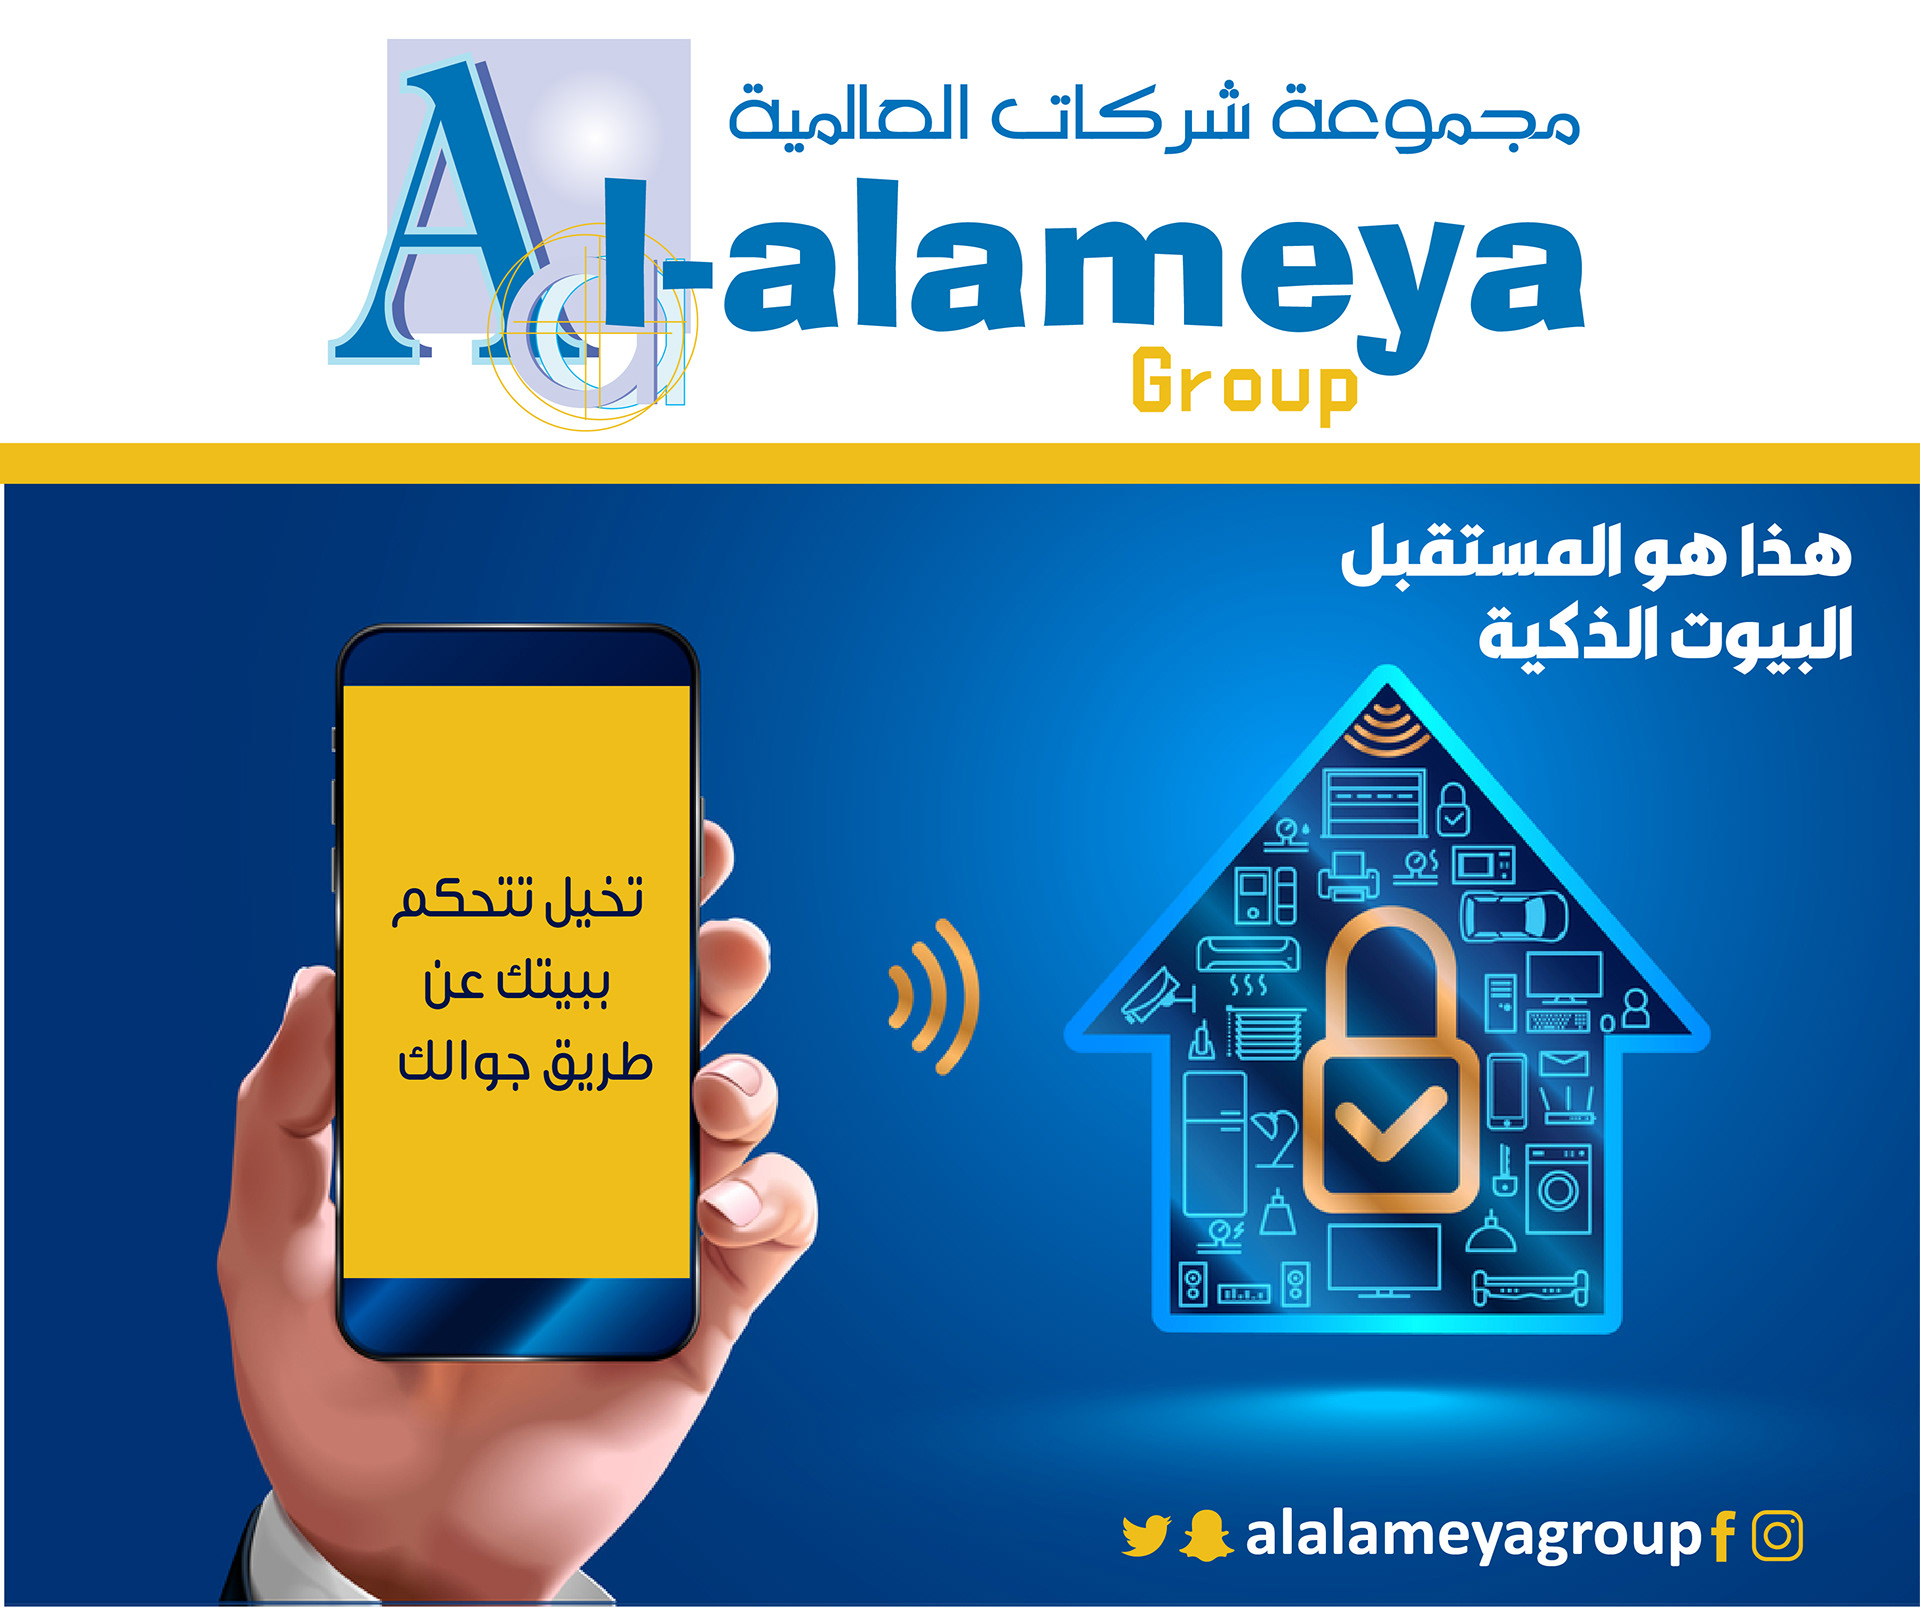 مجموعة شركات العالمية
Al-alameya
Group
هذا هو المستقبل
البيوت الذكية
تخيل تتحكم
ببيتك عن
طريق جوالك
alalameyagroup